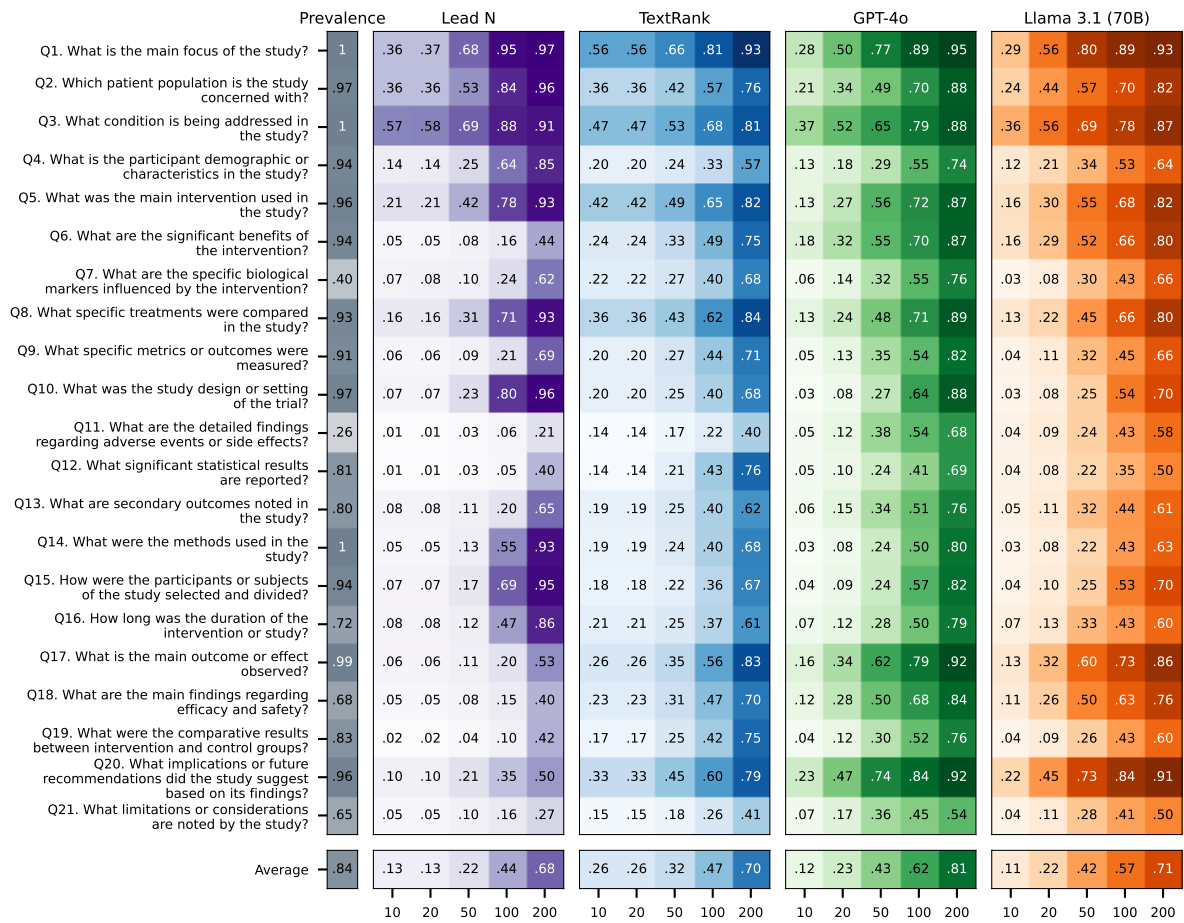 Prevalence Lead N TextRank GPT-4o Llama 3.1 (70B)
Q1. What is the main focus of the study? 1 .36 .37 .68 .95 .97 .56 .56 .66 .81 .93 .28 .50 .77 .89 .95 .29 .56 .80 .89 .93
Q2. Which patient population is the study
concerned with? .97 .36 .36 .53 .84 .96 .36 .36 .42 .57 .76 .21 .34 .49 .70 .88 .24 .44 .57 .70 .82
Q3. What condition is being addressed in
the study? 1 .57 .58 .69 .88 .91 .47 .47 .53 .68 .81 .37 .52 .65 .79 .88 .36 .56 .69 .78 .87
Q4. What is the participant demographic or
characteristics in the study? .94 .14 .14 .25 .64 .85 .20 .20 .24 .33 .57 .13 .18 .29 .55 .74 .12 .21 .34 .53 .64
Q5. What was the main intervention used in
the study? .96 .21 .21 .42 .78 .93 .42 .42 .49 .65 .82 .13 .27 .56 .72 .87 .16 .30 .55 .68 .82
Q6. What are the significant benefits of
the intervention? .94 .05 .05 .08 .16 .44 .24 .24 .33 .49 .75 .18 .32 .55 .70 .87 .16 .29 .52 .66 .80
Q7. What are the specific biological
markers influenced by the intervention? .40 .07 .08 .10 .24 .62 .22 .22 .27 .40 .68 .06 .14 .32 .55 .76 .03 .08 .30 .43 .66
Q8. What specific treatments were compared
in the study? .93 .16 .16 .31 .71 .93 .36 .36 .43 .62 .84 .13 .24 .48 .71 .89 .13 .22 .45 .66 .80
Q9. What specific metrics or outcomes were
measured? .91 .06 .06 .09 .21 .69 .20 .20 .27 .44 .71 .05 .13 .35 .54 .82 .04 .11 .32 .45 .66
Q10. What was the study design or setting
of the trial? .97 .07 .07 .23 .80 .96 .20 .20 .25 .40 .68 .03 .08 .27 .64 .88 .03 .08 .25 .54 .70
Q11. What are the detailed findings
regarding adverse events or side effects? .26 .01 .01 .03 .06 .21 .14 .14 .17 .22 .40 .05 .12 .38 .54 .68 .04 .09 .24 .43 .58
Q12. What significant statistical results
are reported? .81 .01 .01 .03 .05 .40 .14 .14 .21 .43 .76 .05 .10 .24 .41 .69 .04 .08 .22 .35 .50
Q13. What are secondary outcomes noted in
the study? .80 .08 .08 .11 .20 .65 .19 .19 .25 .40 .62 .06 .15 .34 .51 .76 .05 .11 .32 .44 .61
Q14. What were the methods used in the
study? 1 .05 .05 .13 .55 .93 .19 .19 .24 .40 .68 .03 .08 .24 .50 .80 .03 .08 .22 .43 .63
Q15. How were the participants or subjects
of the study selected and divided? .94 .07 .07 .17 .69 .95 .18 .18 .22 .36 .67 .04 .09 .24 .57 .82 .04 .10 .25 .53 .70
Q16. How long was the duration of the
intervention or study? .72 .08 .08 .12 .47 .86 .21 .21 .25 .37 .61 .07 .12 .28 .50 .79 .07 .13 .33 .43 .60
Q17. What is the main outcome or effect
observed? .99 .06 .06 .11 .20 .53 .26 .26 .35 .56 .83 .16 .34 .62 .79 .92 .13 .32 .60 .73 .86
Q18. What are the main findings regarding
efficacy and safety? .68 .05 .05 .08 .15 .40 .23 .23 .31 .47 .70 .12 .28 .50 .68 .84 .11 .26 .50 .63 .76
Q19. What were the comparative results
between intervention and control groups? .83 .02 .02 .04 .10 .42 .17 .17 .25 .42 .75 .04 .12 .30 .52 .76 .04 .09 .26 .43 .60
Q20. What implications or future
recommendations did the study suggest
based on its findings? .96 .10 .10 .21 .35 .50 .33 .33 .45 .60 .79 .23 .47 .74 .84 .92 .22 .45 .73 .84 .91
Q21. What limitations or considerations
are noted by the study? .65 .05 .05 .10 .16 .27 .15 .15 .18 .26 .41 .07 .17 .36 .45 .54 .04 .11 .28 .41 .50
Average .84 .13 .13 .22 .44 .68 .26 .26 .32 .47 .70 .12 .23 .43 .62 .81 .11 .22 .42 .57 .71
10 20 50 100 200 10 20 50 100 200 10 20 50 100 200 10 20 50 100 200